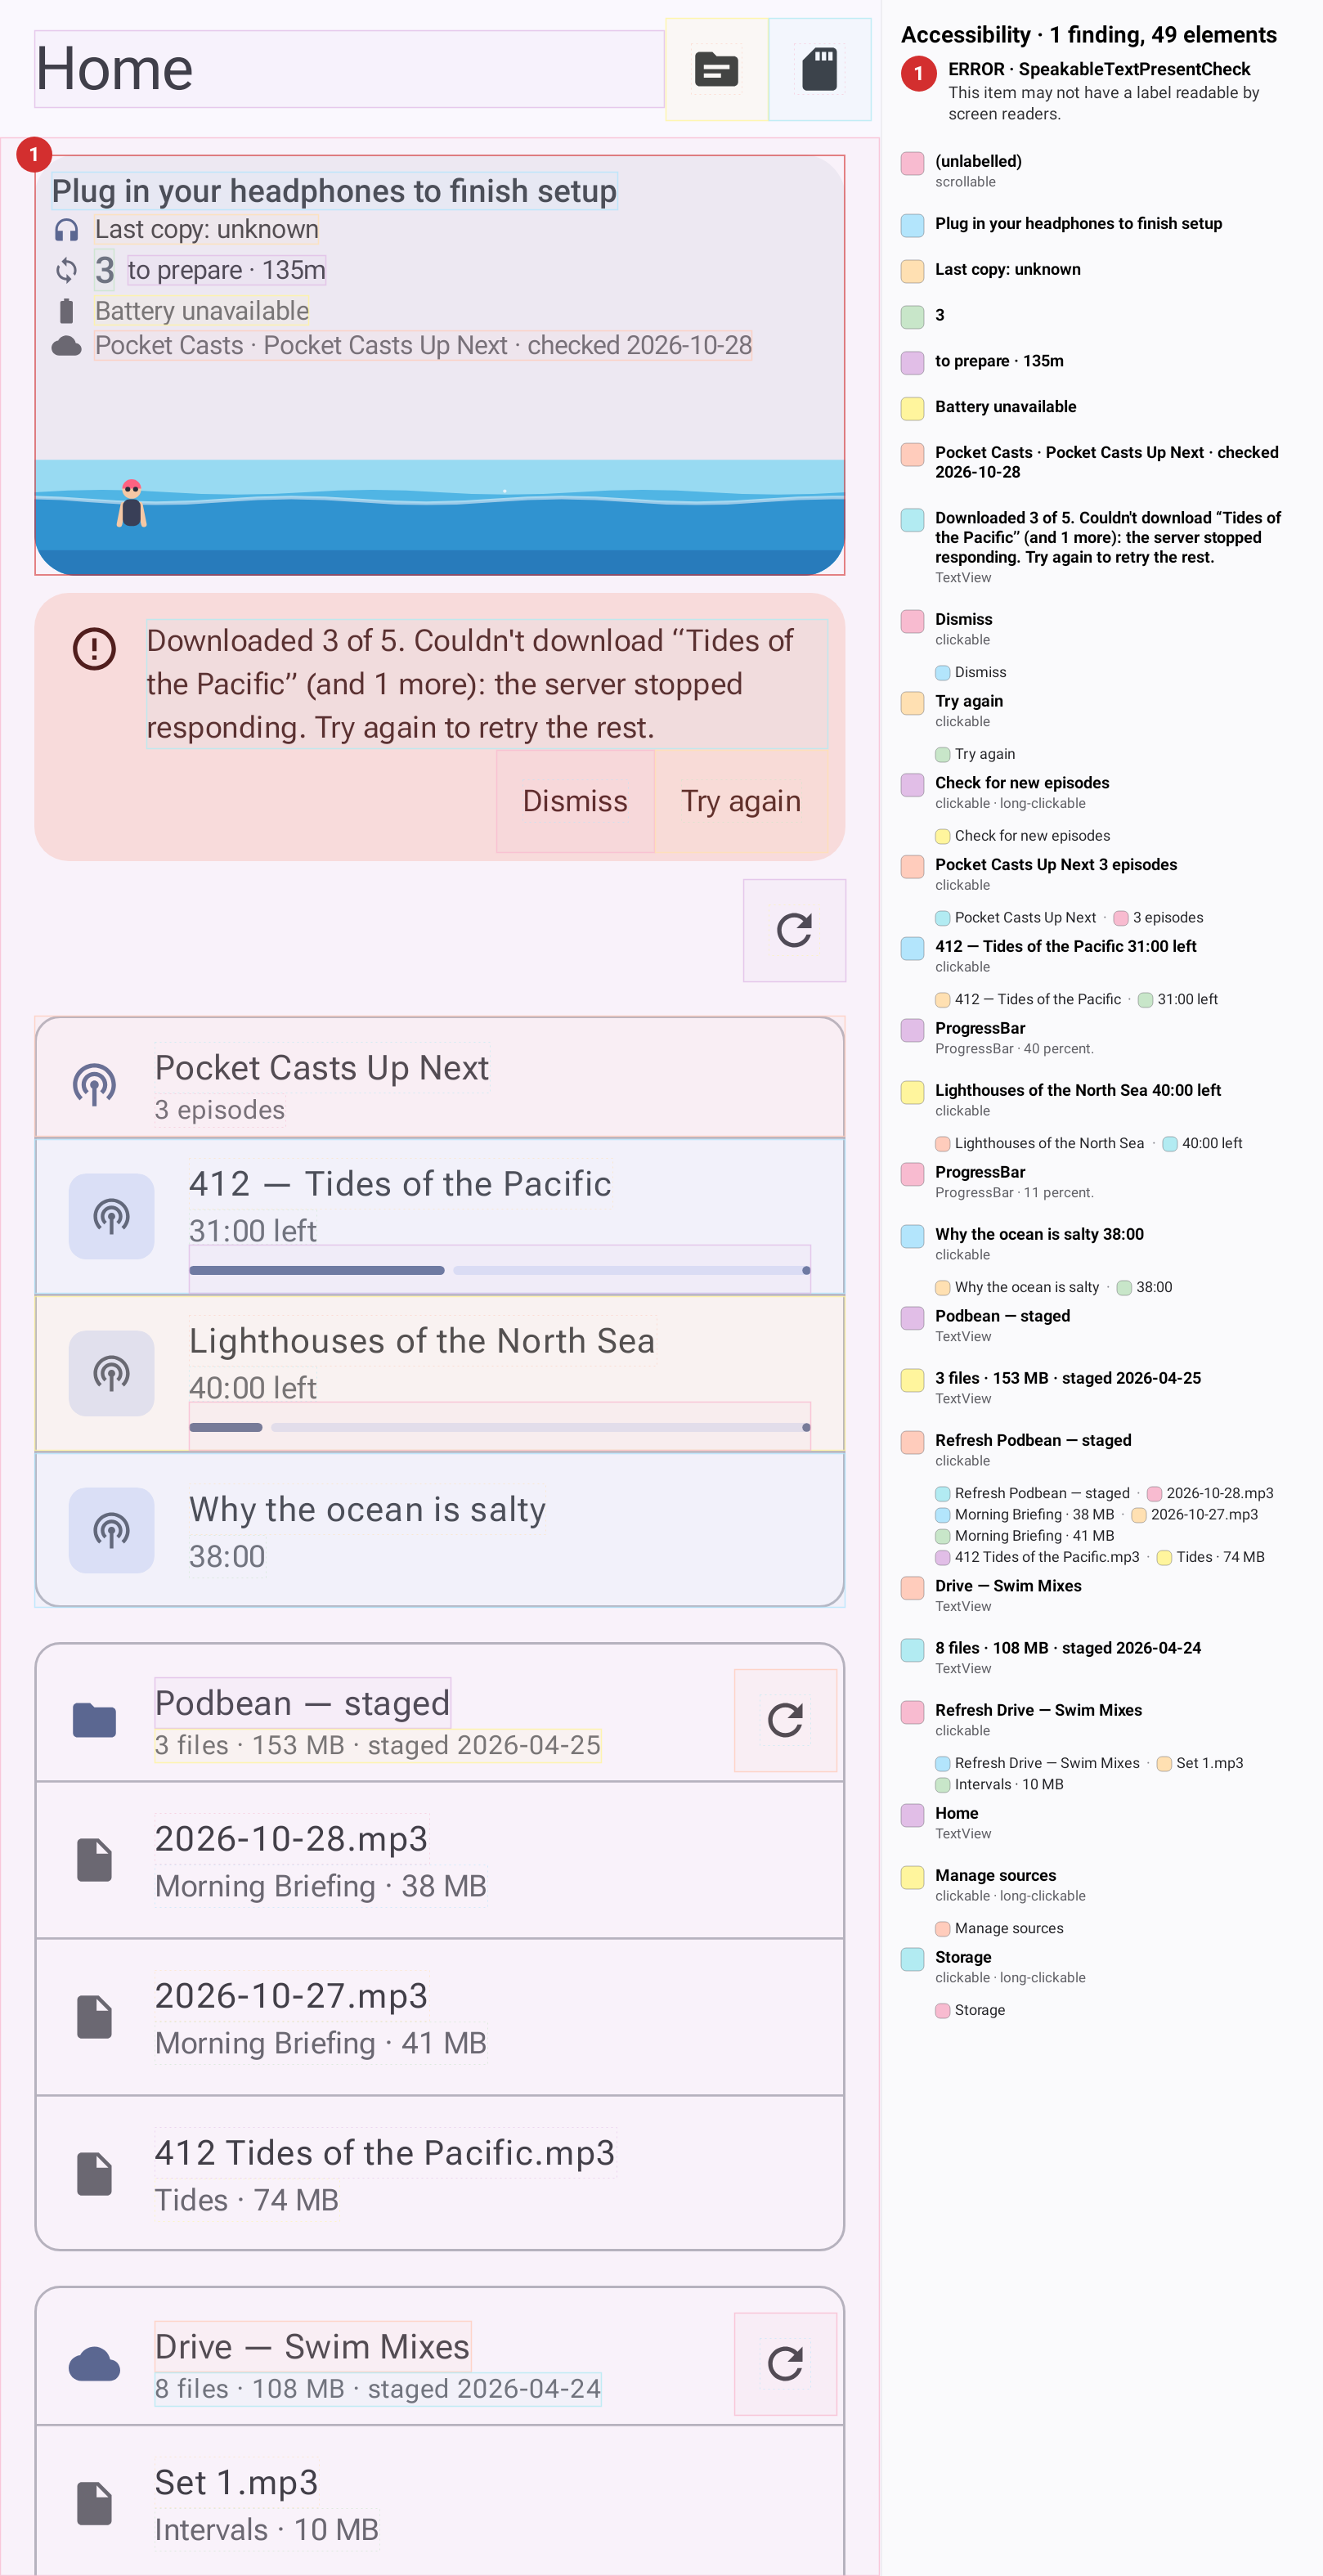 Home
1
Plug in your headphones to finish setup
Last copy: unknown
3 to prepare · 135m
Battery unavailable
Pocket Casts · Pocket Casts Up Next · checked 2026-10-28
Downloaded 3 of 5. Couldn't download “Tides of
the Pacific” (and 1 more): the server stopped
responding. Try again to retry the rest.
Dismiss
Try again
Pocket Casts Up Next
3 episodes
412 — Tides of the Pacific
31:00 left
Lighthouses of the North Sea
40:00 left
Why the ocean is salty
38:00
Podbean — staged
3 files · 153 MB · staged 2026-04-25
2026-10-28.mp3
Morning Briefing · 38 MB
2026-10-27.mp3
Morning Briefing · 41 MB
412 Tides of the Pacific.mp3
Tides · 74 MB
Drive — Swim Mixes
8 files · 108 MB · staged 2026-04-24
Set 1.mp3
Intervals · 10 MB
Accessibility · 1 finding, 49 elements
1
ERROR · SpeakableTextPresentCheck
This item may not have a label readable by
screen readers.
(unlabelled)
scrollable
Plug in your headphones to finish setup
Last copy: unknown
3
to prepare · 135m
Battery unavailable
Pocket Casts · Pocket Casts Up Next · checked
2026-10-28
Downloaded 3 of 5. Couldn't download “Tides of
the Pacific” (and 1 more): the server stopped
responding. Try again to retry the rest.
TextView
Dismiss
clickable
Dismiss
Try again
clickable
Try again
Check for new episodes
clickable · long-clickable
Check for new episodes
Pocket Casts Up Next 3 episodes
clickable
Pocket Casts Up Next · 3 episodes
412 — Tides of the Pacific 31:00 left
clickable
412 — Tides of the Pacific · 31:00 left
ProgressBar
ProgressBar · 40 percent.
Lighthouses of the North Sea 40:00 left
clickable
Lighthouses of the North Sea · 40:00 left
ProgressBar
ProgressBar · 11 percent.
Why the ocean is salty 38:00
clickable
Why the ocean is salty · 38:00
Podbean — staged
TextView
3 files · 153 MB · staged 2026-04-25
TextView
Refresh Podbean — staged
clickable
Refresh Podbean — staged · 2026-10-28.mp3
Morning Briefing · 38 MB · 2026-10-27.mp3
Morning Briefing · 41 MB
412 Tides of the Pacific.mp3 · Tides · 74 MB
Drive — Swim Mixes
TextView
8 files · 108 MB · staged 2026-04-24
TextView
Refresh Drive — Swim Mixes
clickable
Refresh Drive — Swim Mixes · Set 1.mp3
Intervals · 10 MB
Home
TextView
Manage sources
clickable · long-clickable
Manage sources
Storage
clickable · long-clickable
Storage